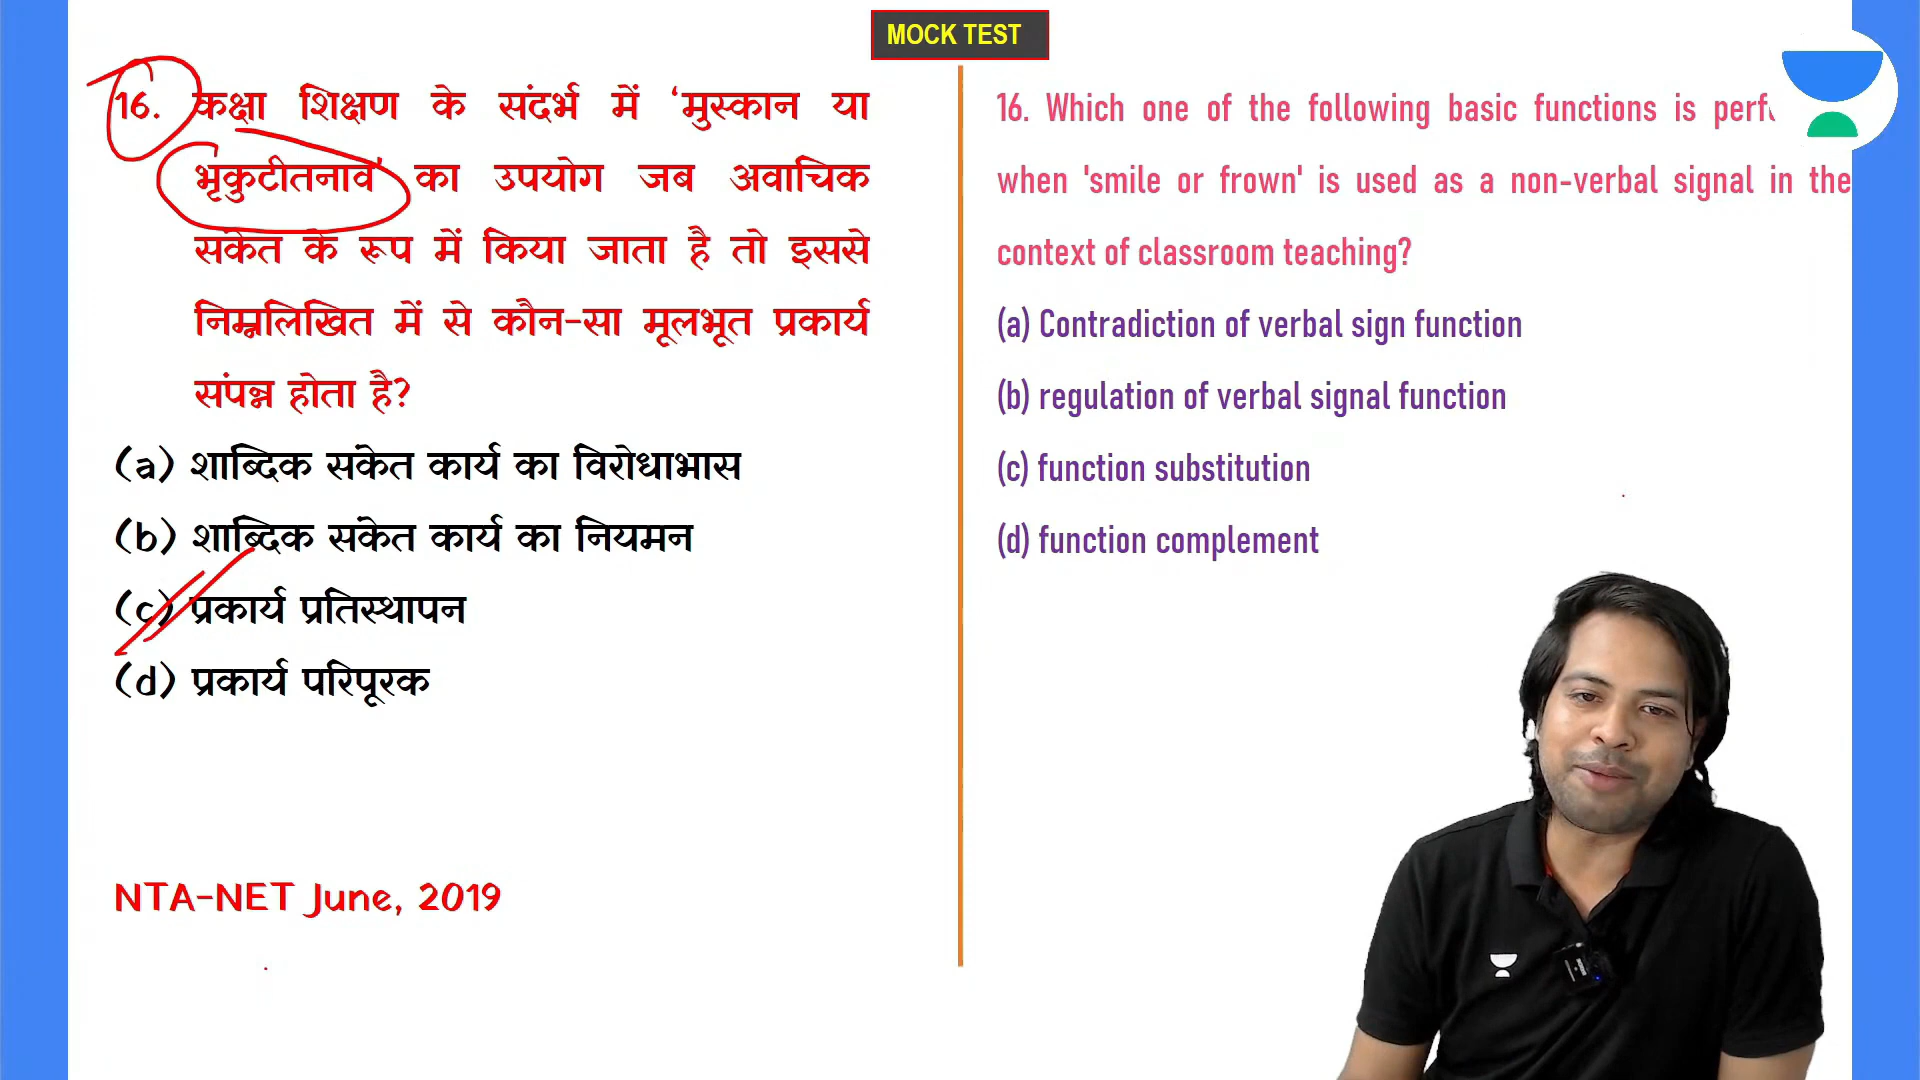 MOCK TEST
16. कक्षा शिक्षण के संदर्भ में ‘मुस्कान या
भृकुटीतनाव’ का उपयोग जब अवाचिक
संकेत के रूप में किया जाता है तो इससे
निम्नलिखित में से कौन-सा मूलभूत प्रकार्य
संपन्न होता है?
(a) शाब्दिक संकेत कार्य का विरोधाभास
(b) शाब्दिक संकेत कार्य का नियमन
(c) प्रकार्य प्रतिस्थापन
(d) प्रकार्य परिपूरक
NTA-NET June, 2019
16. Which one of the following basic functions is
when 'smile or frown' is used as a non-verbal signal in the
context of classroom teaching?
(a) Contradiction of verbal sign function
(b) regulation of verbal signal function
(c) function substitution
(d) function complement